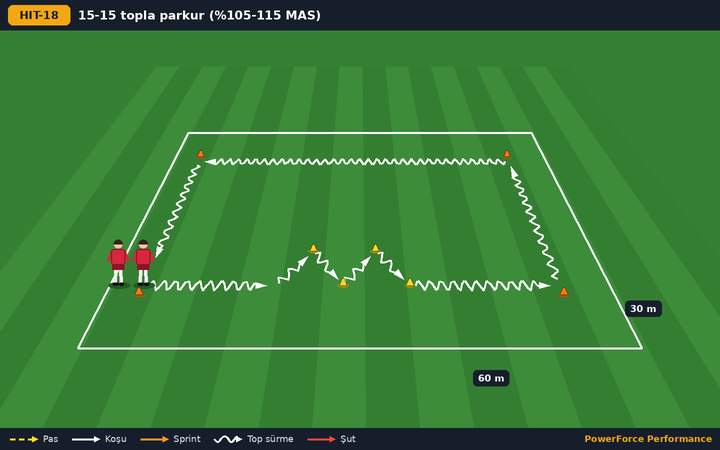 HIT-18 15-15 topla parkur (%105-115 MAS)
30 m
60 m
Pas Koşu Sprint Top sürme Şut PowerForce Performance